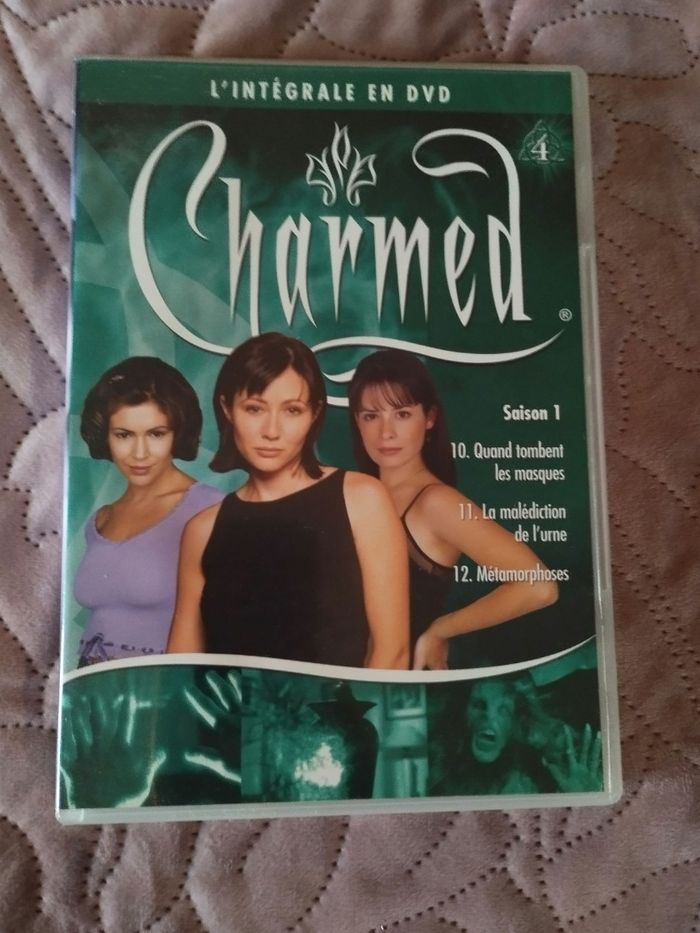 L'INTÉGRALE EN DVD
4
Charmed
®
Saison 1
10. Quand tombent
les masques
11. La malédiction
de l'urne
12. Métamorphoses